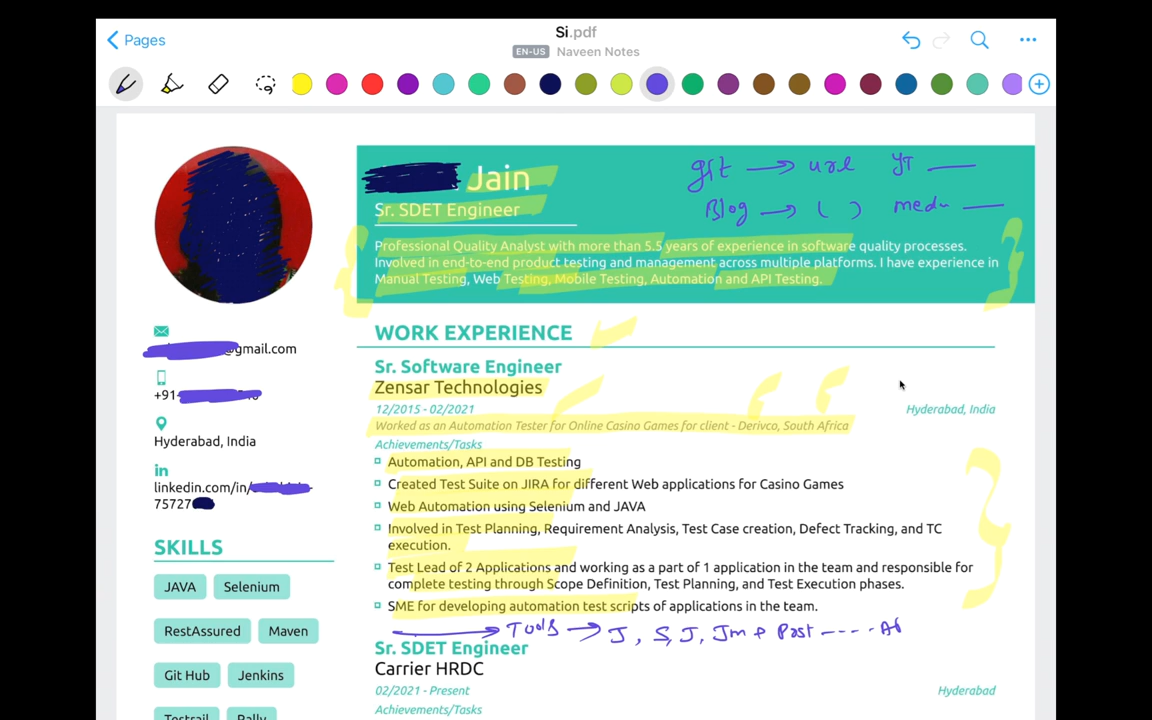 Pages
Si.pdf
EN-US Naveen Notes
Jain
Sr. SDET Engineer
git → url YT
Blog → ( )
Professional Quality Analyst with more than 5.5 years of experience in software quality processes.
Involved in end-to-end product testing and management across multiple platforms. I have experience in
Manual Testing, Web Testing, Mobile Testing, Automation and API Testing.
@gmail.com
+91-
Hyderabad, India
in
linkedin.com/in/
75727
SKILLS
JAVA Selenium
RestAssured Maven
Git Hub Jenkins
Testrail Rally
WORK EXPERIENCE
Sr. Software Engineer
Zensar Technologies
12/2015 - 02/2021 Hyderabad, India
Worked as an Automation Tester for Online Casino Games for client - Derivco, South Africa
Achievements/Tasks
Automation, API and DB Testing
Created Test Suite on JIRA for different Web applications for Casino Games
Web Automation using Selenium and JAVA
Involved in Test Planning, Requirement Analysis, Test Case creation, Defect Tracking, and TC
execution.
Test Lead of 2 Applications and working as a part of 1 application in the team and responsible for
complete testing through Scope Definition, Test Planning, and Test Execution phases.
SME for developing automation test scripts of applications in the team.
→ Tools → J, S, J, Jm + Post ----
Sr. SDET Engineer
Carrier HRDC
02/2021 - Present Hyderabad
Achievements/Tasks